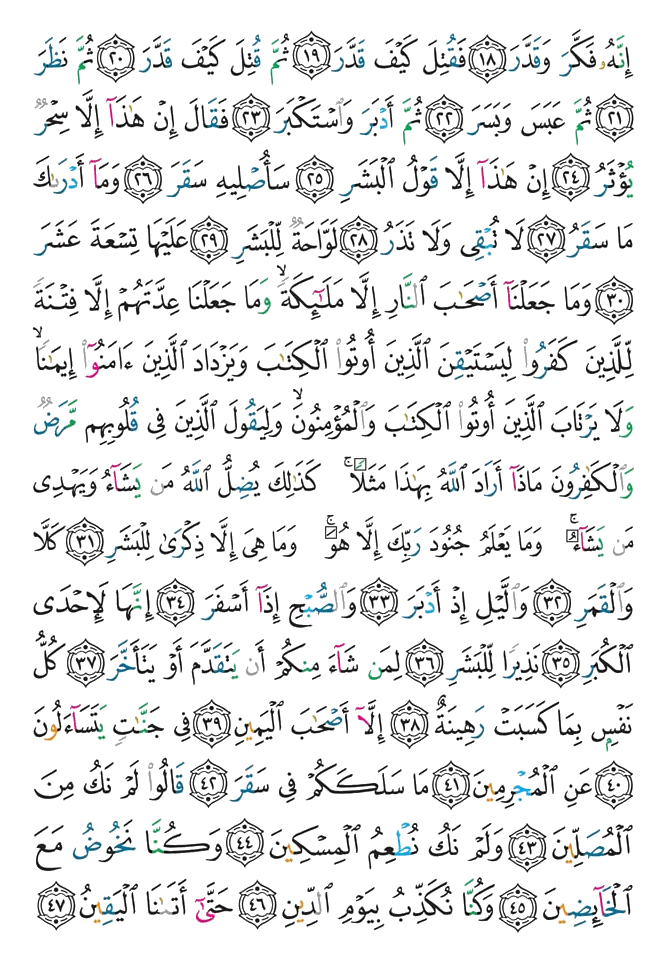 إِنَّهُۥ فَكَّرَ وَقَدَّرَ ۝١٨ فَقُتِلَ كَيْفَ قَدَّرَ ۝١٩ ثُمَّ قُتِلَ كَيْفَ قَدَّرَ ۝٢٠ ثُمَّ نَظَرَ
۝٢١ ثُمَّ عَبَسَ وَبَسَرَ ۝٢٢ ثُمَّ أَدْبَرَ وَٱسْتَكْبَرَ ۝٢٣ فَقَالَ إِنْ هَٰذَآ إِلَّا سِحْرٌ
يُؤْثَرُ ۝٢٤ إِنْ هَٰذَآ إِلَّا قَوْلُ ٱلْبَشَرِ ۝٢٥ سَأُصْلِيهِ سَقَرَ ۝٢٦ وَمَآ أَدْرَىٰكَ
مَا سَقَرُ ۝٢٧ لَا تُبْقِى وَلَا تَذَرُ ۝٢٨ لَوَّاحَةٌ لِّلْبَشَرِ ۝٢٩ عَلَيْهَا تِسْعَةَ عَشَرَ
۝٣٠ وَمَا جَعَلْنَآ أَصْحَٰبَ ٱلنَّارِ إِلَّا مَلَٰٓئِكَةً ۙ وَمَا جَعَلْنَا عِدَّتَهُمْ إِلَّا فِتْنَةً
لِّلَّذِينَ كَفَرُوا۟ لِيَسْتَيْقِنَ ٱلَّذِينَ أُوتُوا۟ ٱلْكِتَٰبَ وَيَزْدَادَ ٱلَّذِينَ ءَامَنُوٓا۟ إِيمَٰنًا ۙ
وَلَا يَرْتَابَ ٱلَّذِينَ أُوتُوا۟ ٱلْكِتَٰبَ وَٱلْمُؤْمِنُونَ ۙ وَلِيَقُولَ ٱلَّذِينَ فِى قُلُوبِهِم مَّرَضٌ
وَٱلْكَٰفِرُونَ مَاذَآ أَرَادَ ٱللَّهُ بِهَٰذَا مَثَلًا ۚ كَذَٰلِكَ يُضِلُّ ٱللَّهُ مَن يَشَآءُ وَيَهْدِى
مَن يَشَآءُ ۚ وَمَا يَعْلَمُ جُنُودَ رَبِّكَ إِلَّا هُوَ ۚ وَمَا هِىَ إِلَّا ذِكْرَىٰ لِلْبَشَرِ ۝٣١ كَلَّا
وَٱلْقَمَرِ ۝٣٢ وَٱلَّيْلِ إِذْ أَدْبَرَ ۝٣٣ وَٱلصُّبْحِ إِذَآ أَسْفَرَ ۝٣٤ إِنَّهَا لَإِحْدَى
ٱلْكُبَرِ ۝٣٥ نَذِيرًا لِّلْبَشَرِ ۝٣٦ لِمَن شَآءَ مِنكُمْ أَن يَتَقَدَّمَ أَوْ يَتَأَخَّرَ ۝٣٧ كُلُّ
نَفْسٍۭ بِمَا كَسَبَتْ رَهِينَةٌ ۝٣٨ إِلَّآ أَصْحَٰبَ ٱلْيَمِينِ ۝٣٩ فِى جَنَّٰتٍ يَتَسَآءَلُونَ
۝٤٠ عَنِ ٱلْمُجْرِمِينَ ۝٤١ مَا سَلَكَكُمْ فِى سَقَرَ ۝٤٢ قَالُوا۟ لَمْ نَكُ مِنَ
ٱلْمُصَلِّينَ ۝٤٣ وَلَمْ نَكُ نُطْعِمُ ٱلْمِسْكِينَ ۝٤٤ وَكُنَّا نَخُوضُ مَعَ
ٱلْخَآئِضِينَ ۝٤٥ وَكُنَّا نُكَذِّبُ بِيَوْمِ ٱلدِّينِ ۝٤٦ حَتَّىٰٓ أَتَىٰنَا ٱلْيَقِينُ ۝٤٧